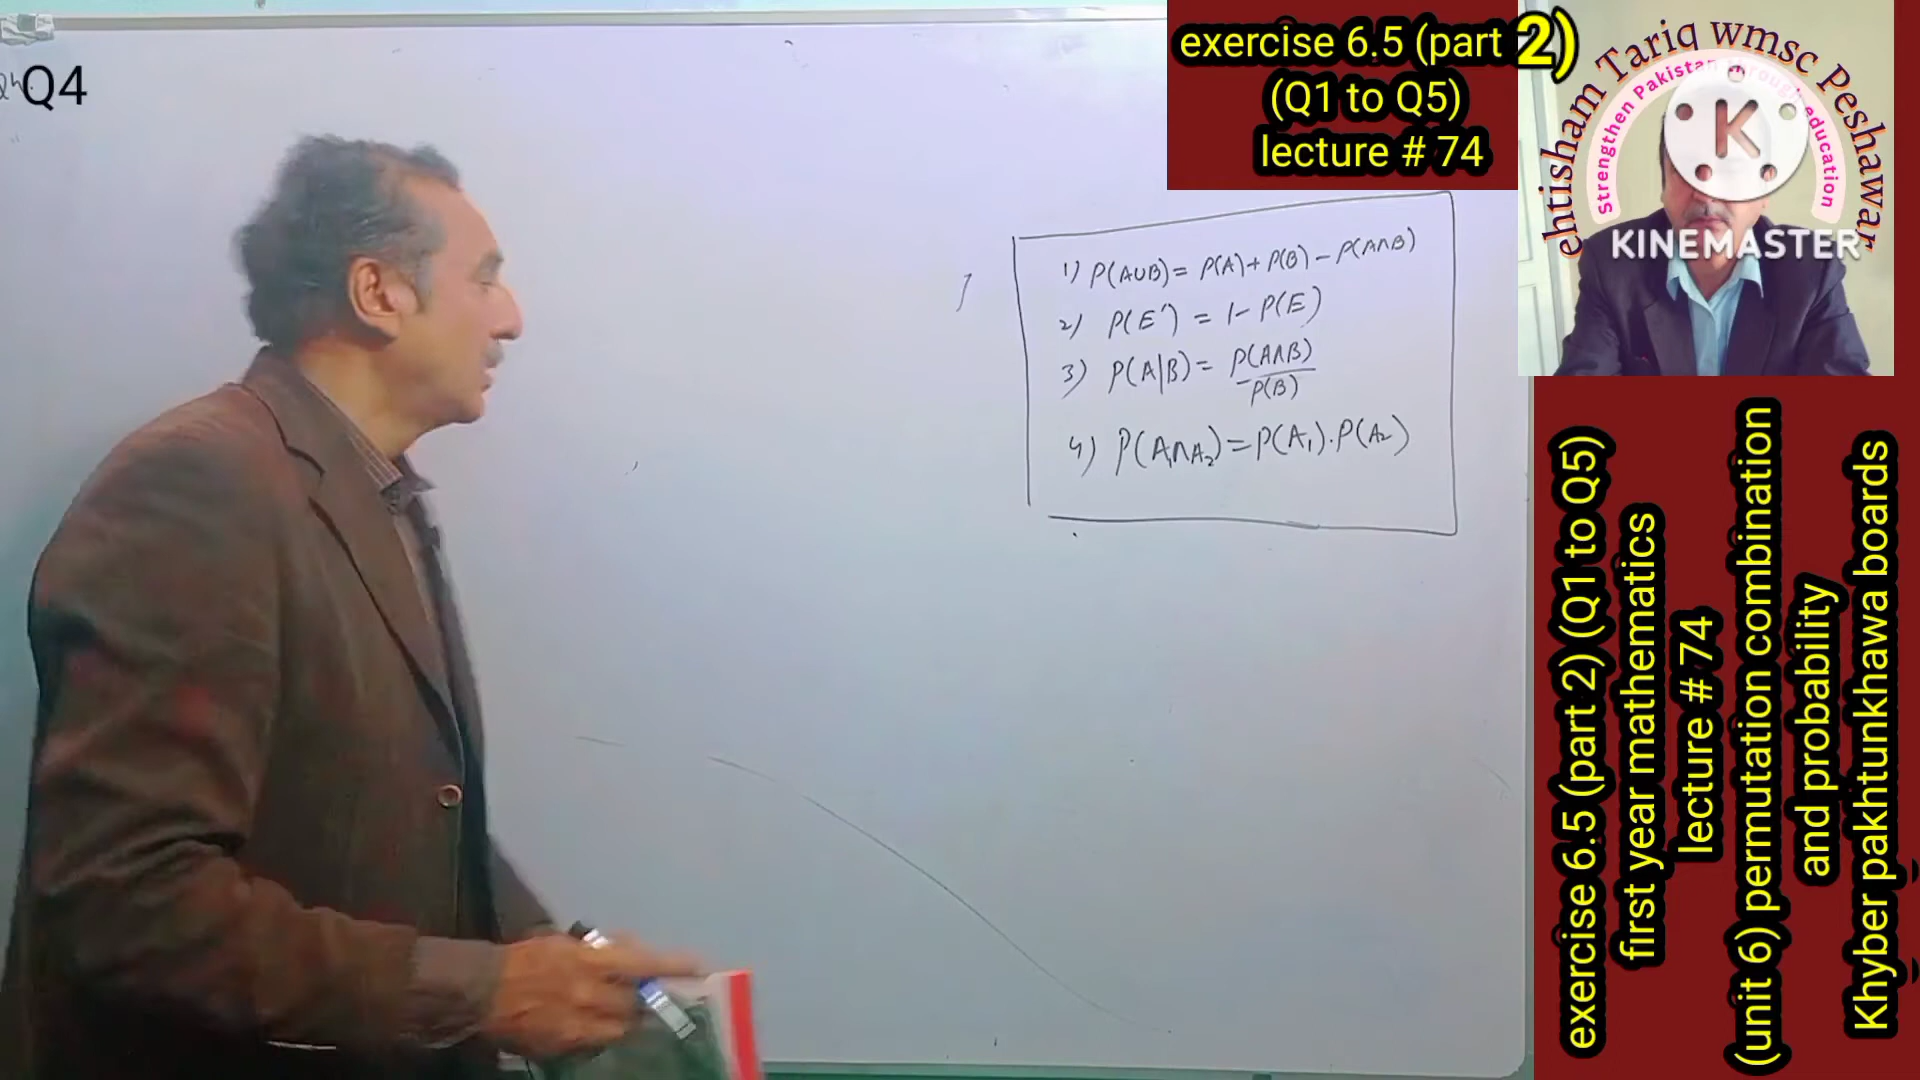 Q4
exercise 6.5 (part 2)
(Q1 to Q5)
lecture # 74
ehtisham Tariq wmsc Peshawar
Strengthen Pakistan through education
K
KINEMASTER
1) P(A∪B) = P(A) + P(B) - P(A∩B)
2) P(E') = 1- P(E)
3) P(A|B) = P(A∩B) / P(B)
4) P(A₁∩A₂) = P(A₁).P(A₂)
exercise 6.5 (part 2) (Q1 to Q5)
first year mathematics
lecture # 74
(unit 6) permutation combination
and probability
Khyber pakhtunkhawa boards